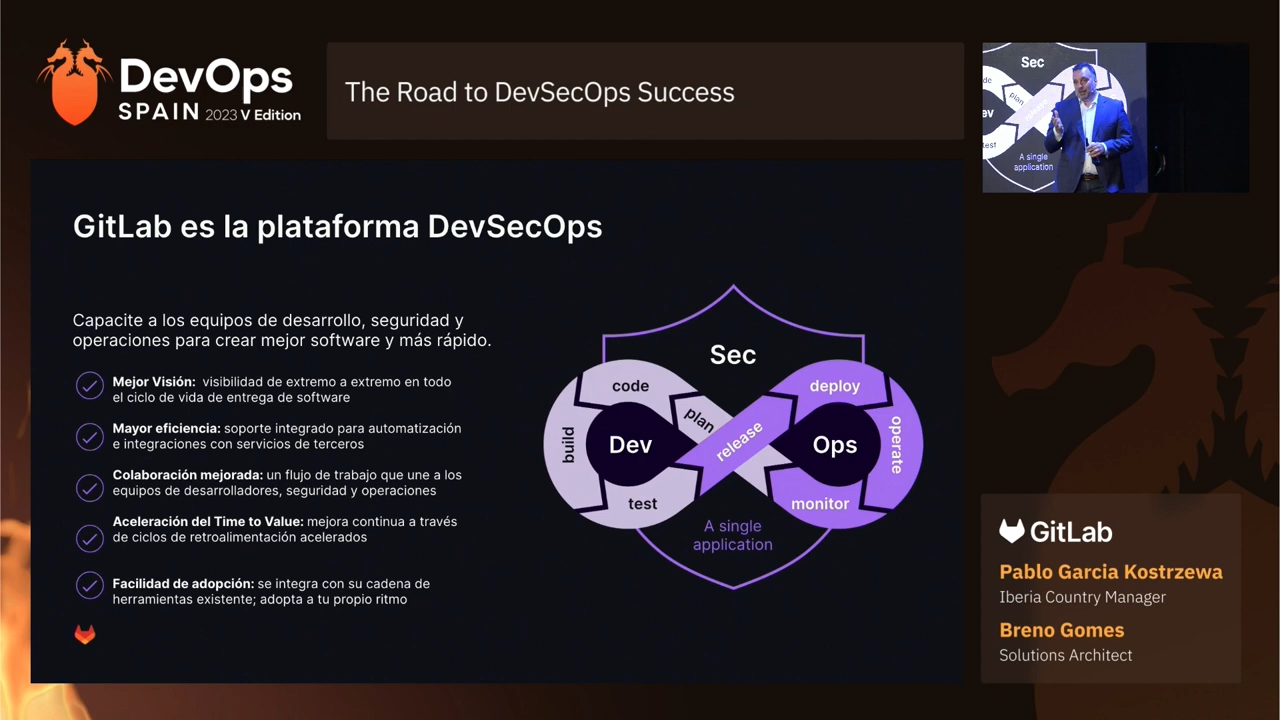 DevOps
SPAIN 2023 V Edition
The Road to DevSecOps Success
Sec
plan
test
A single
application
GitLab es la plataforma DevSecOps
Capacite a los equipos de desarrollo, seguridad y
operaciones para crear mejor software y más rápido.
Mejor Visión: visibilidad de extremo a extremo en todo
el ciclo de vida de entrega de software
Mayor eficiencia: soporte integrado para automatización
e integraciones con servicios de terceros
Colaboración mejorada: un flujo de trabajo que une a los
equipos de desarrolladores, seguridad y operaciones
Aceleración del Time to Value: mejora continua a través
de ciclos de retroalimentación acelerados
Facilidad de adopción: se integra con su cadena de
herramientas existente; adopta a tu propio ritmo
Sec
code
deploy
plan
release
build
Dev
Ops
operate
test
monitor
A single
application
GitLab
Pablo Garcia Kostrzewa
Iberia Country Manager
Breno Gomes
Solutions Architect